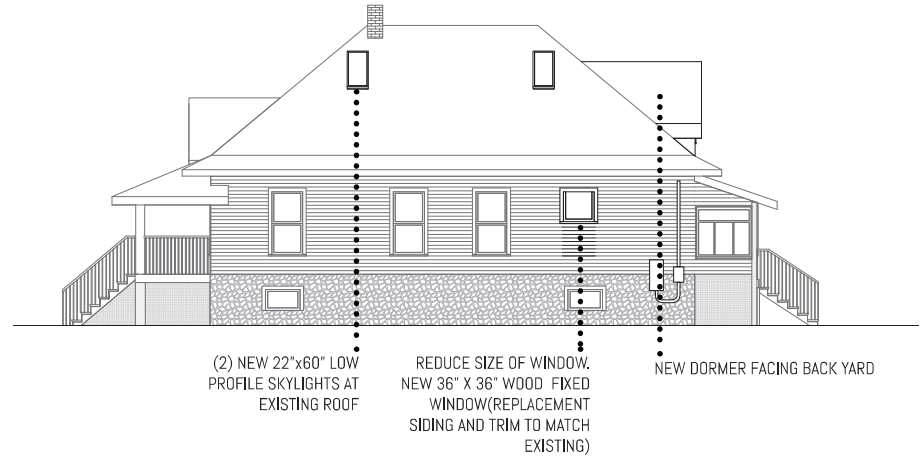 (2) NEW 22"x60" LOW
PROFILE SKYLIGHTS AT
EXISTING ROOF
REDUCE SIZE OF WINDOW.
NEW 36" X 36" WOOD FIXED
WINDOW(REPLACEMENT
SIDING AND TRIM TO MATCH
EXISTING)
NEW DORMER FACING BACK YARD